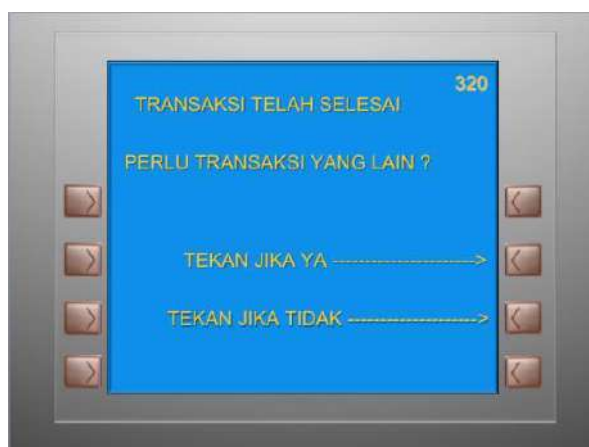 320
TRANSAKSI TELAH SELESAI
PERLU TRANSAKSI YANG LAIN ?
TEKAN JIKA YA ---------------------->
TEKAN JIKA TIDAK -------------------->